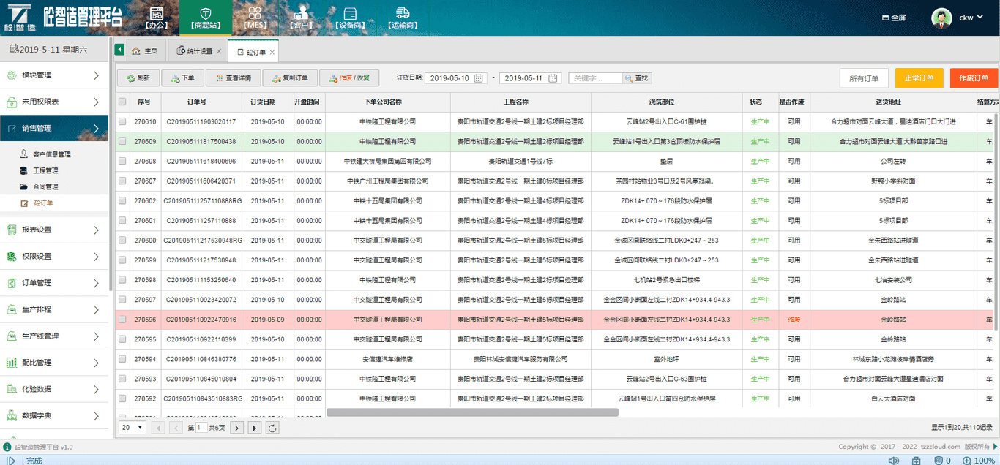 砼智造 砼智造管理平台 【办公】 【商混站】 【MES】 【客户】 【设备商】 【运输商】 全屏 ckw
2019-5-11 星期六 主页 统计设置 砼订单
模块管理
未用权限表
销售管理
客户信息管理
工程管理
合同管理
砼订单
报表设置
权限设置
订单管理
生产排程
生产线管理
配比管理
化验数据
数据字典
刷新 下单 查看详情 复制订单 作废/恢复 订货日期: 2019-05-10 - 2019-05-11 关键字... 查找 所有订单 正常订单 作废订单
序号 订单号 订货日期 开盘时间 下单公司名称 工程名称 浇筑部位 状态 是否作废 送货地址 结算方式
270610 C201905111903020117 2019-05-10 00:00:00 中铁隆工程有限公司 贵阳市轨道交通2号线一期土建2标项目经理部 云峰站2号出入口C-61围护桩 生产中 可用 合力超市对面云峰大道，星迪酒店门口大门进 车
270609 C201905111817500438 2019-05-10 00:00:00 中铁隆工程有限公司 贵阳市轨道交通2号线一期土建2标项目经理部 云峰站1号出入口第3仓顶板防水保护层 生产中 可用 合力超市对面云峰大道 大黔苗家路口进 车
270608 C201905111618400696 2019-05-11 00:00:00 中铁建大桥局集团第四有限公司 贵阳轨道交通1号线7标 垫层 生产中 可用 公司左转 车
270607 C201905111606420371 2019-05-11 00:00:00 中铁广州工程局集团有限公司 贵阳市轨道交通2号线一期土建4标项目经理部 茅园村站物业3号口及2号风亭冠梁。 生产中 可用 野鸭小学斜对面 车
270602 C201905111257110888RG 2019-05-11 00:00:00 中铁十五局集团有限公司 贵阳市轨道交通2号线一期土建5标项目经理部 ZDK14+ 070～176段防水保护层 生产中 可用 5标项目部 车
270601 C201905111257110888 2019-05-11 00:00:00 中铁十五局集团有限公司 贵阳市轨道交通2号线一期土建5标项目经理部 ZDK14+ 070～176段防水保护层 生产中 可用 5标项目部 车
270600 C201905111217530948RG 2019-05-11 00:00:00 中交隧道工程局有限公司 贵阳市轨道交通2号线一期土建5标项目经理部 金诚区间联络线二衬LDK0+247～253 生产中 可用 金朱西路站进隧道 车
270599 C201905111217530948 2019-05-11 00:00:00 中交隧道工程局有限公司 贵阳市轨道交通2号线一期土建5标项目经理部 金诚区间联络线二衬LDK0+247～253 生产中 可用 金朱西路站进隧道 车
270598 C201905111153250640 2019-05-11 00:00:00 中铁隆工程有限公司 贵阳市轨道交通2号线一期土建2标项目经理部 七机站2号紧急出口楼梯 生产中 可用 七冶安装公司 车
270597 C201905110923420072 2019-05-10 00:00:00 中交隧道工程局有限公司 贵阳市轨道交通2号线一期土建5标项目经理部 金金区间小断面左线二衬ZDK14+934.4-943.3 生产中 可用 金岭路站 车
270596 C201905110922470916 2019-05-09 00:00:00 中交隧道工程局有限公司 贵阳市轨道交通2号线一期土建5标项目经理部 金金区间小断面左线二衬ZDK14+934.4-943.3 生产中 作废 金岭路站 车
270595 C201905110922110399 2019-05-10 00:00:00 中交隧道工程局有限公司 贵阳市轨道交通2号线一期土建5标项目经理部 金金区间小断面左线二衬ZDK14+934.4-943.3 生产中 可用 金岭路站 车
270594 C201905110846380776 2019-05-11 00:00:00 安信捷汽车维修店 贵阳林城安信捷汽车服务有限公司 室外地坪 生产中 可用 林城东路小龙滩彼岸情酒店旁 车
270593 C201905110845010804 2019-05-11 00:00:00 中铁隆工程有限公司 贵阳市轨道交通2号线一期土建2标项目经理部 云峰站2号出入口C-63围护桩 生产中 可用 合力超市对面云峰大道星迪酒店对面 车
270592 C201905110843510883RG 2019-05-11 00:00:00 中铁隆工程有限公司 贵阳市轨道交通2号线一期土建2标项目经理部 云峰站1号出入口第四仓防水保护层 生产中 可用 白云大酒店对面 车
20 第 1 共6页 显示1到20,共110记录
砼智造管理平台 v1.0 Copyright © 2017 - 2022 tzzcloud.com 版权所有
完成 0 100%